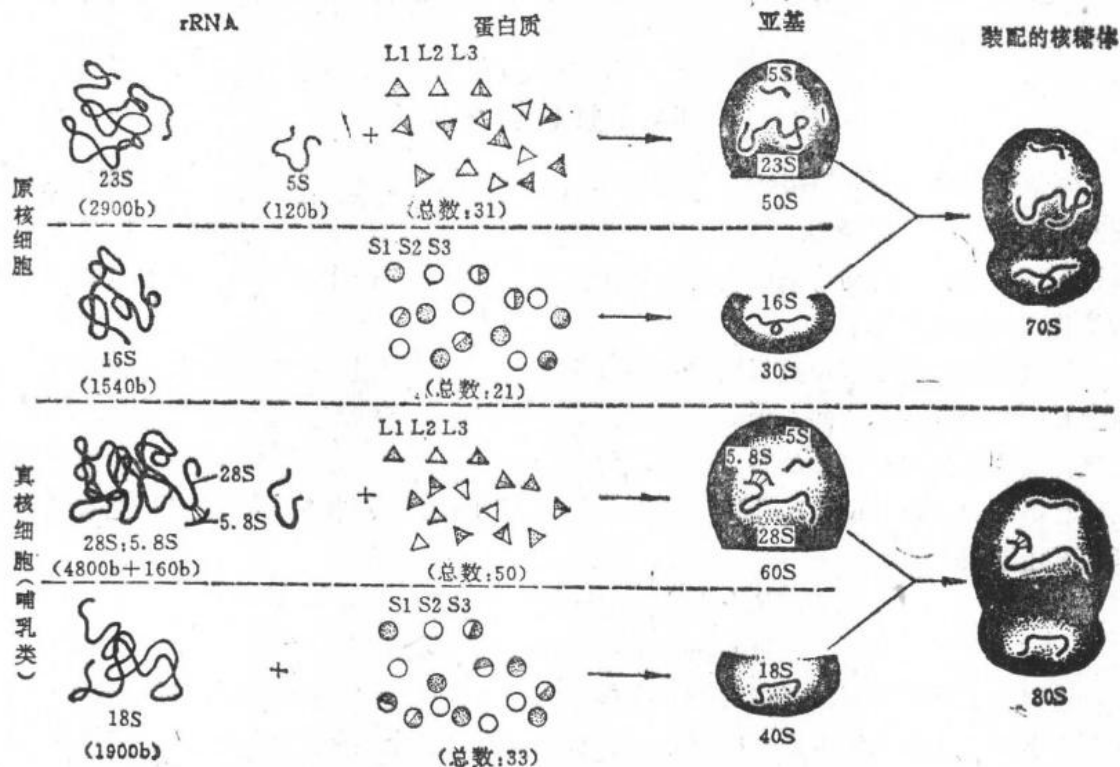 rRNA
蛋白质
亚基
装配的核糖体
原核细胞
L1 L2 L3
+
23S
(2900b)
5S
(120b)
(总数:31)
5S
23S
50S
S1 S2 S3
16S
(1540b)
(总数:21)
16S
30S
70S
真核细胞(哺乳类)
L1 L2 L3
28S
5.8S
+
28S;5.8S
(4800b+160b)
(总数:50)
5S
5.8S
28S
60S
S1 S2 S3
+
18S
(1900b)
(总数:33)
18S
40S
80S